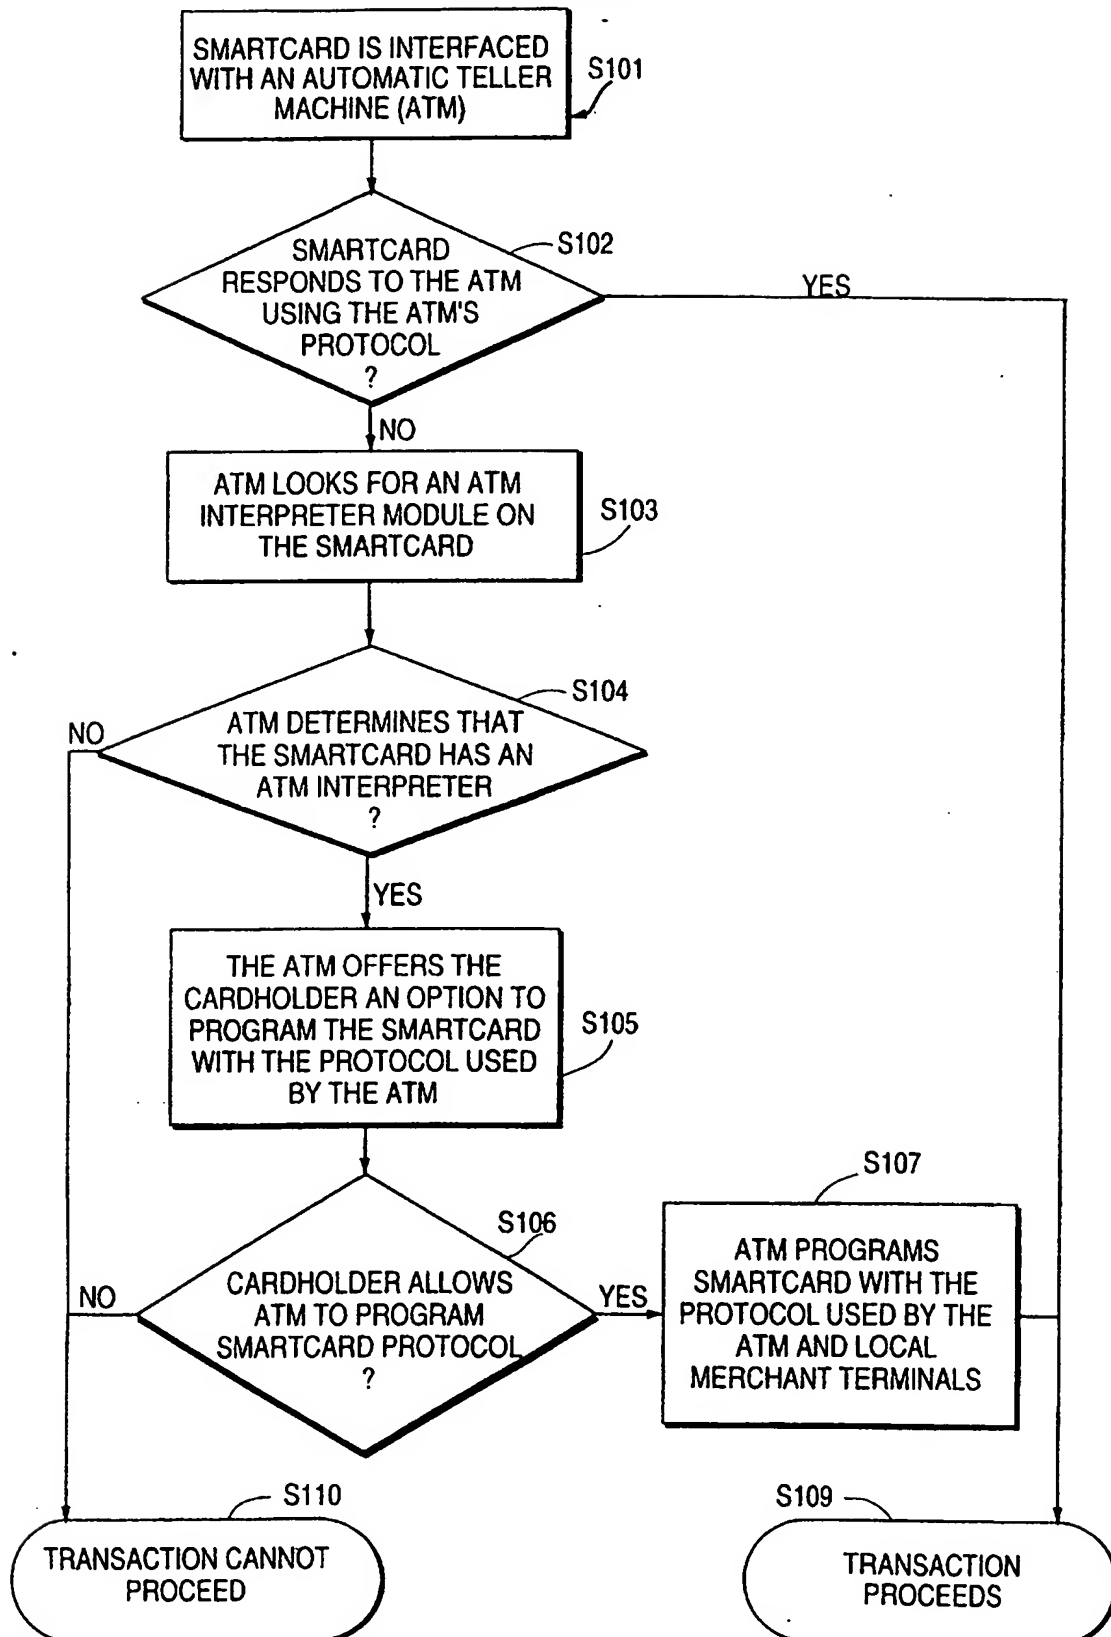 SMARTCARD IS INTERFACED
WITH AN AUTOMATIC TELLER
MACHINE (ATM)
S101
SMARTCARD
RESPONDS TO THE ATM
USING THE ATM'S
PROTOCOL
?
S102
YES
NO
ATM LOOKS FOR AN ATM
INTERPRETER MODULE ON
THE SMARTCARD
S103
ATM DETERMINES THAT
THE SMARTCARD HAS AN
ATM INTERPRETER
?
S104
NO
YES
THE ATM OFFERS THE
CARDHOLDER AN OPTION TO
PROGRAM THE SMARTCARD
WITH THE PROTOCOL USED
BY THE ATM
S105
CARDHOLDER ALLOWS
ATM TO PROGRAM
SMARTCARD PROTOCOL
?
S106
NO
YES
S107
ATM PROGRAMS
SMARTCARD WITH THE
PROTOCOL USED BY THE
ATM AND LOCAL
MERCHANT TERMINALS
S110
TRANSACTION CANNOT
PROCEED
S109
TRANSACTION
PROCEEDS